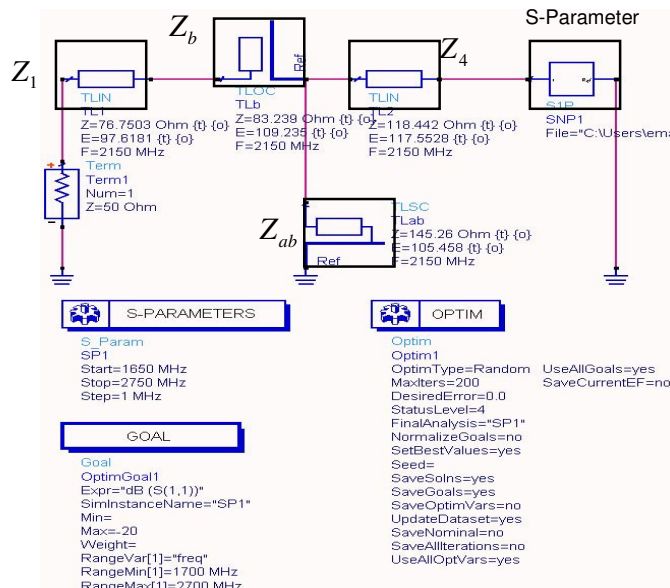 S-Parameter
Z1
Zb
Z4
Ref
TLIN
TL1
Z=76.7503 Ohm {t} {o}
E=97.6181 {t} {o}
F=2150 MHz
TLOC
TLb
Z=83.239 Ohm {t} {o}
E=109.235 {t} {o}
F=2150 MHz
TLIN
TL2
Z=118.442 Ohm {t} {o}
E=117.5528 {t} {o}
F=2150 MHz
Ref
S1P
SNP1
File="C:\Users\ema
Term
Term1
Num=1
Z=50 Ohm
Zab
Ref
TLSC
TLab
Z=145.26 Ohm {t} {o}
E=105.458 {t} {o}
F=2150 MHz
S-PARAMETERS
S_Param
SP1
Start=1650 MHz
Stop=2750 MHz
Step=1 MHz
GOAL
Goal
OptimGoal1
Expr="dB (S(1,1))"
SimInstanceName="SP1"
Min=
Max=-20
Weight=
RangeVar[1]="freq"
RangeMin[1]=1700 MHz
RangeMax[1]=2700 MHz
OPTIM
Optim
Optim1
OptimType=Random UseAllGoals=yes
MaxIters=200 SaveCurrentEF=no
DesiredError=0.0
StatusLevel=4
FinalAnalysis="SP1"
NormalizeGoals=no
SetBestValues=yes
Seed=
SaveSolns=yes
SaveGoals=yes
SaveOptimVars=no
UpdateDataset=yes
SaveNominal=no
SaveAllIterations=no
UseAllOptVars=yes